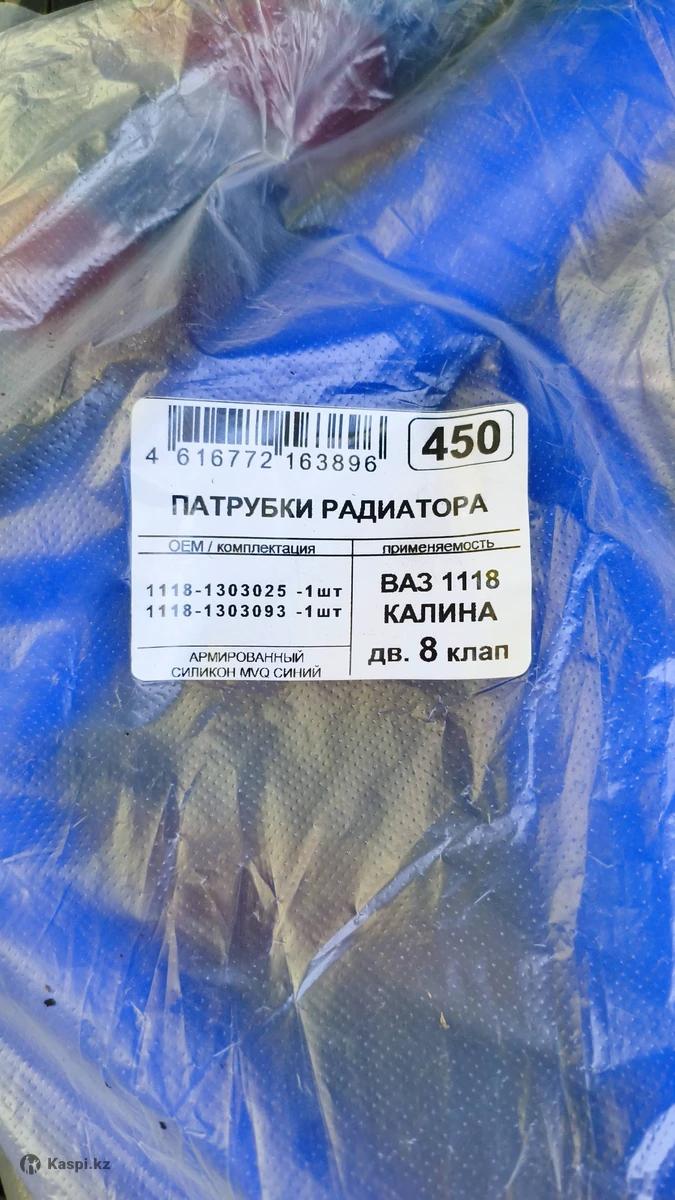 450
4 616772 163896
ПАТРУБКИ РАДИАТОРА
OEM / комплектация
применяемость
1118-1303025 -1шт
1118-1303093 -1шт
ВАЗ 1118
КАЛИНА
дв. 8 клап
АРМИРОВАННЫЙ
СИЛИКОН MVQ СИНИЙ
Kaspi.kz